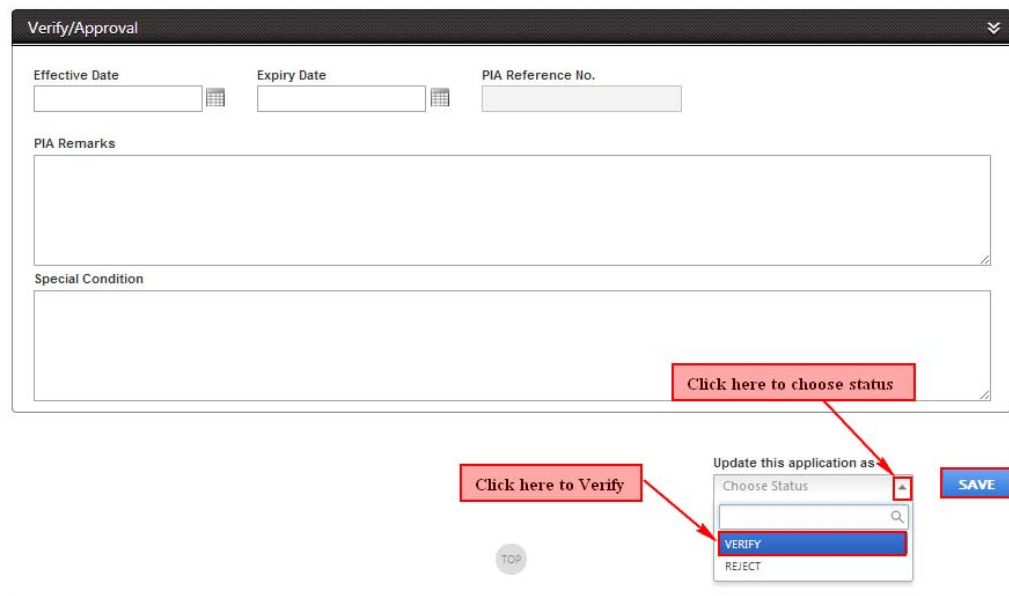 Verify/Approval
Effective Date Expiry Date PIA Reference No.
PIA Remarks
Special Condition
Click here to choose status
Update this application as
Click here to Verify
Choose Status
SAVE
VERIFY
TOP
REJECT